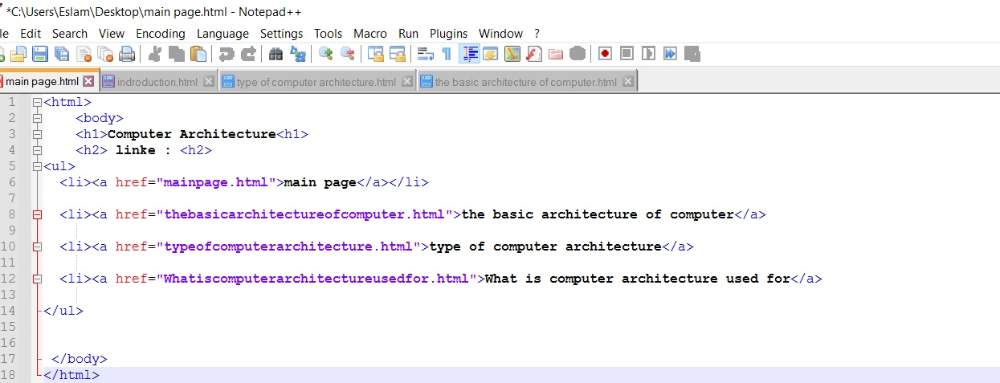 *C:\Users\Eslam\Desktop\main page.html - Notepad++
le Edit Search View Encoding Language Settings Tools Macro Run Plugins Window ?
main page.html indroduction.html type of computer architecture.html the basic architecture of computer.html
1 <html>
2 <body>
3 <h1>Computer Architecture<h1>
4 <h2> linke : <h2>
5 <ul>
6 <li><a href="mainpage.html">main page</a></li>
7
8 <li><a href="thebasicarchitectureofcomputer.html">the basic architecture of computer</a>
9
10 <li><a href="typeofcomputerarchitecture.html">type of computer architecture</a>
11
12 <li><a href="Whatiscomputerarchitectureusedfor.html">What is computer architecture used for</a>
13
14 </ul>
15
16
17 </body>
18 </html>